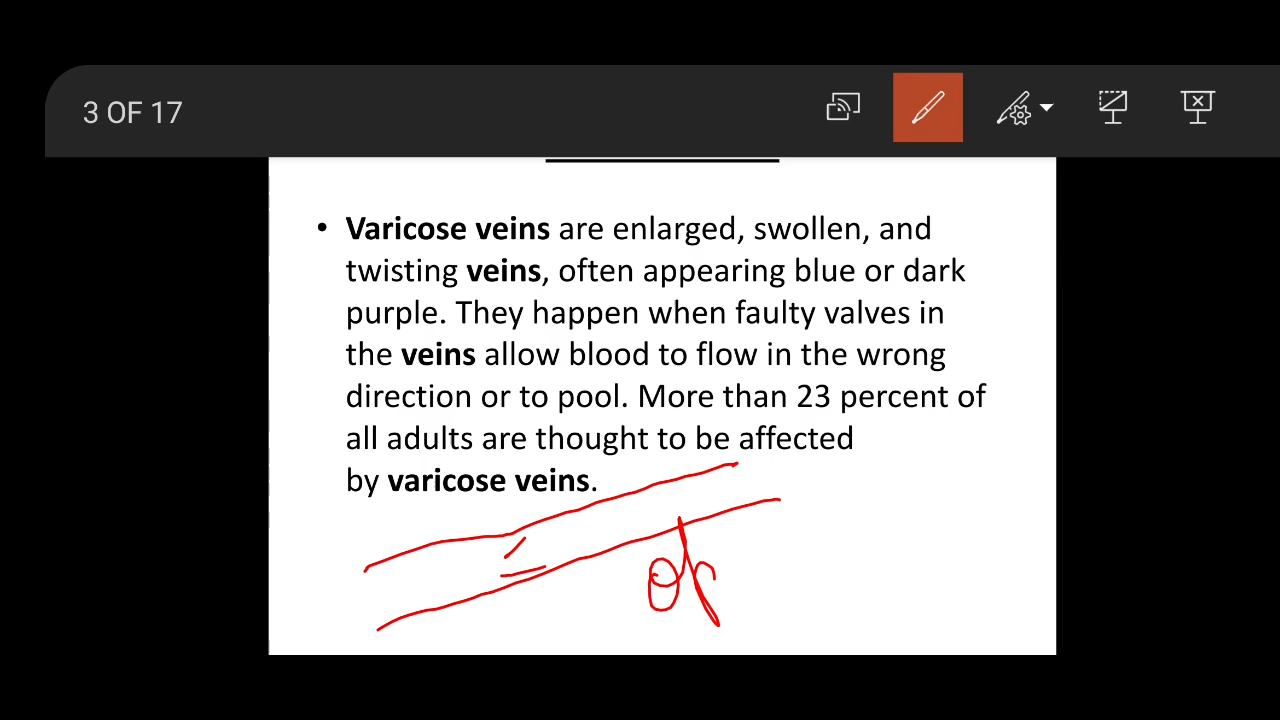 3 OF 17
• Varicose veins are enlarged, swollen, and
twisting veins, often appearing blue or dark
purple. They happen when faulty valves in
the veins allow blood to flow in the wrong
direction or to pool. More than 23 percent of
all adults are thought to be affected
by varicose veins.